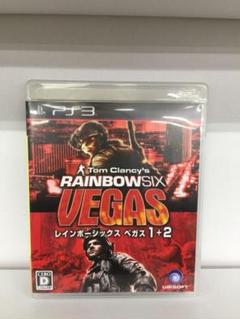 PS3
Tom Clancy's
RAINBOWSIX
VEGAS
レインボーシックス ベガス 1+2
CERO
D
UBISOFT